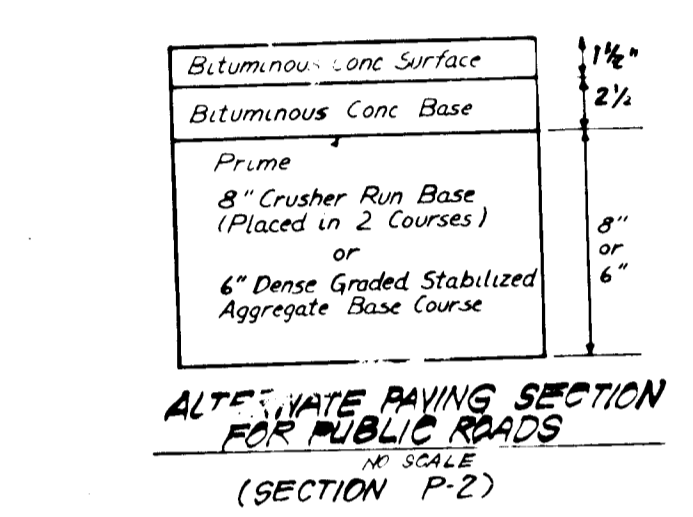 Bituminous Conc Surface
1½"
Bituminous Conc Base
2½
Prime
8" Crusher Run Base
(Placed in 2 Courses)
or
6" Dense Graded Stabilized
Aggregate Base Course
8"
or
6"
ALTERNATE PAVING SECTION
FOR PUBLIC ROADS
NO SCALE
(SECTION P-2)